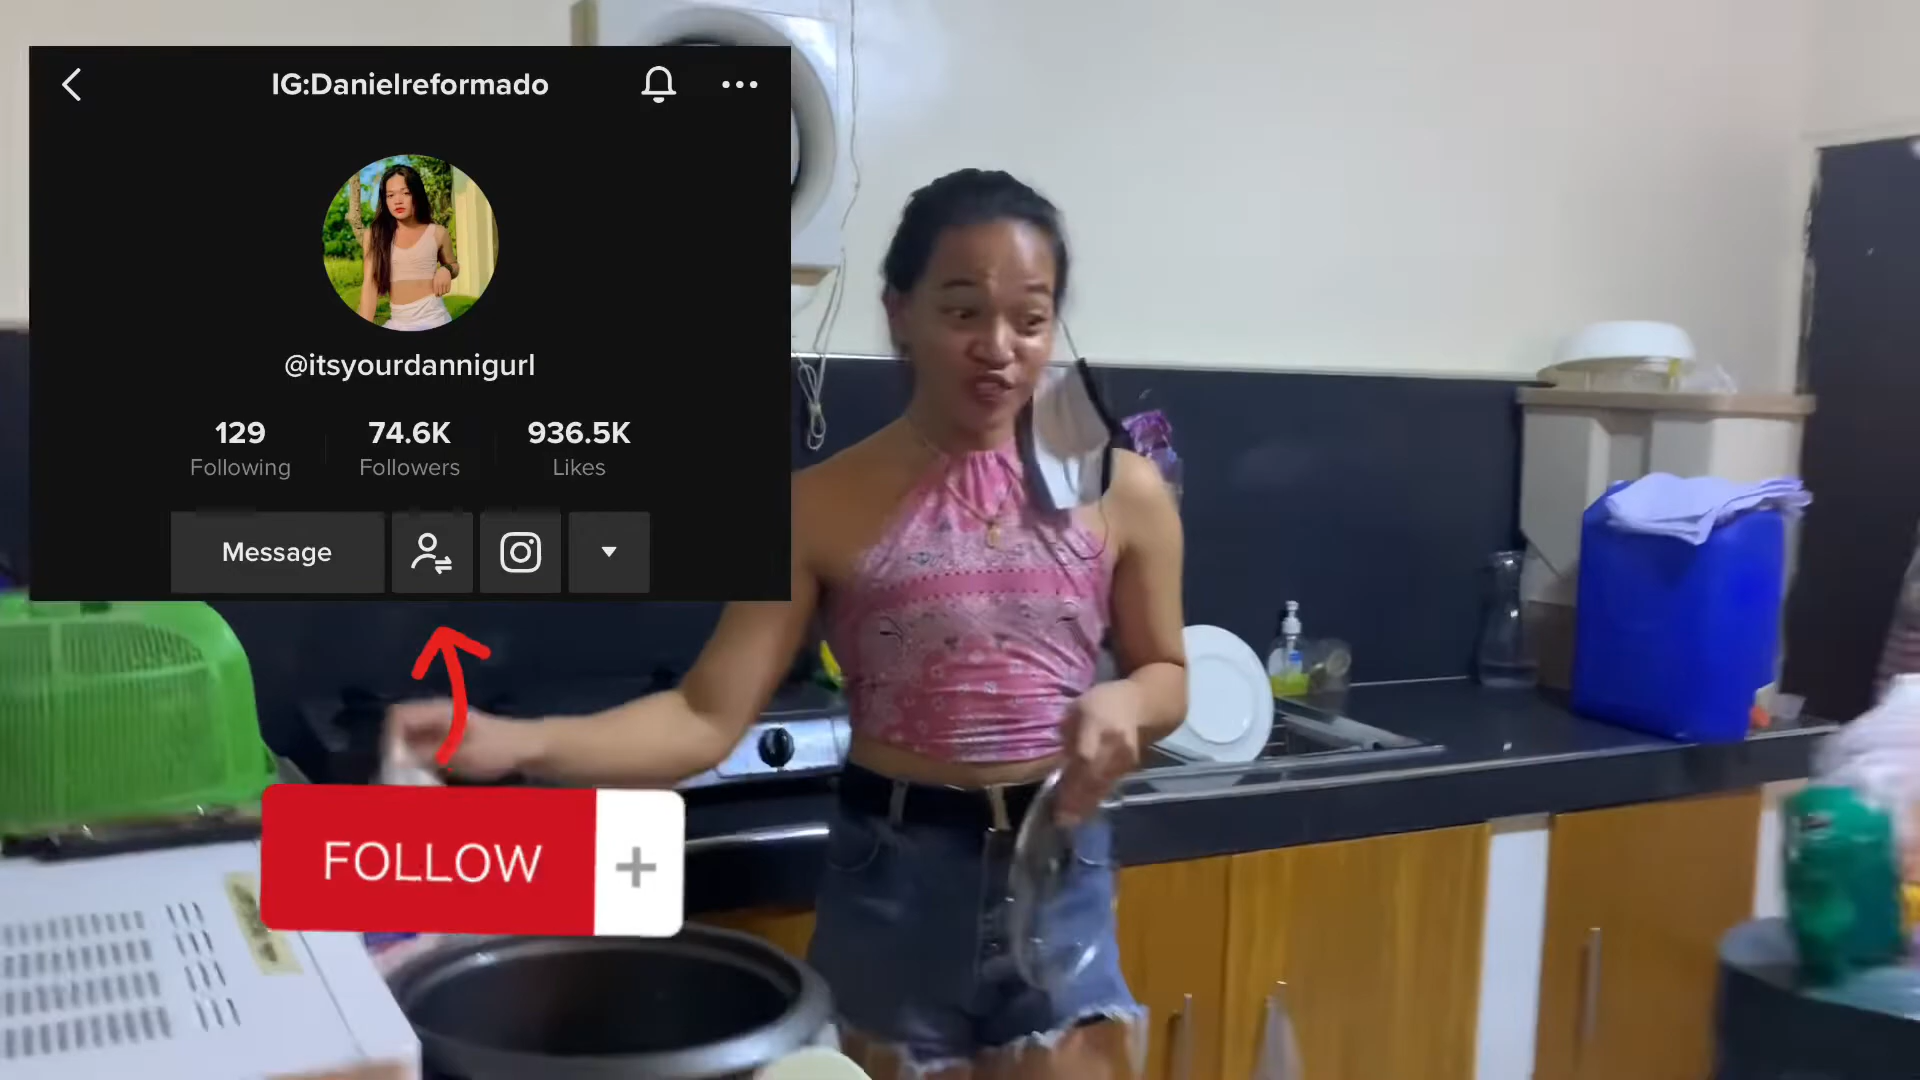 IG:Danielreformado
@itsyourdannigurl
129 74.6K 936.5K
Following Followers Likes
Message
FOLLOW +